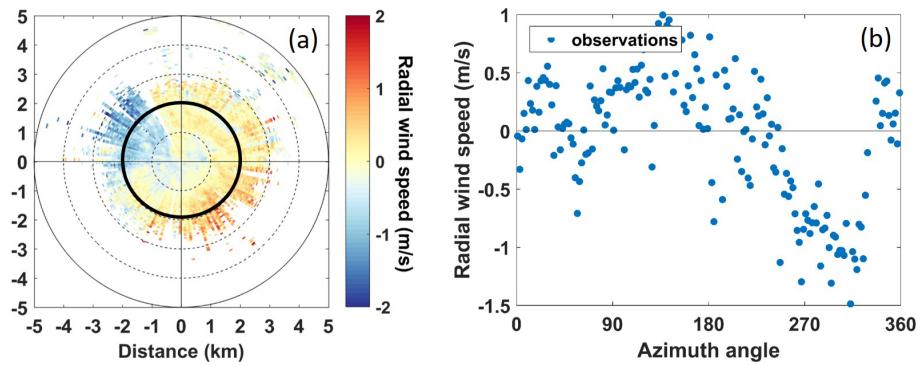 (a)
5
4
3
2
1
0
-1
-2
-3
-4
-5
-5 -4 -3 -2 -1 0 1 2 3 4 5
Distance (km)
2
1
0
-1
-2
Radial wind speed (m/s)
(b)
observations
1
0.5
0
-0.5
-1
-1.5
Radial wind speed (m/s)
0 90 180 270 360
Azimuth angle